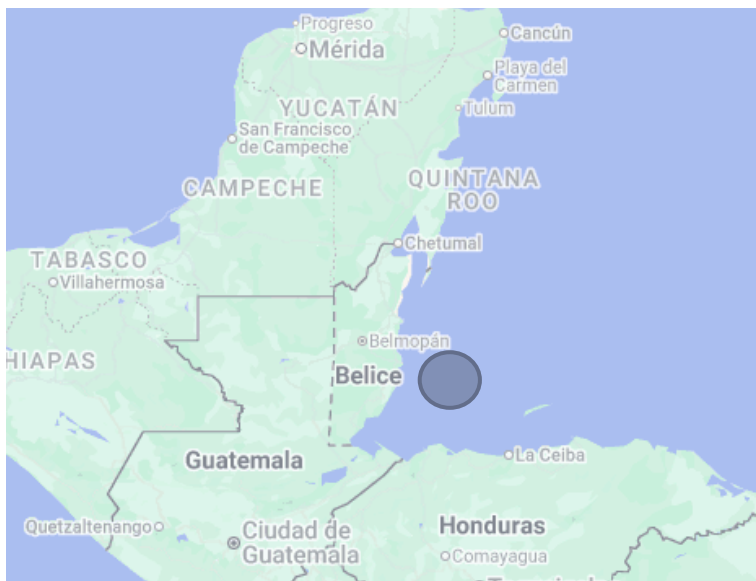 Progreso
Mérida
Cancún
Playa del
Carmen
YUCATÁN
Tulum
San Francisco
de Campeche
CAMPECHE
QUINTANA
ROO
Chetumal
TABASCO
Villahermosa
HIAPAS
Belmopán
Belice
Guatemala
La Ceiba
Quetzaltenango
Ciudad de
Guatemala
Honduras
Comayagua